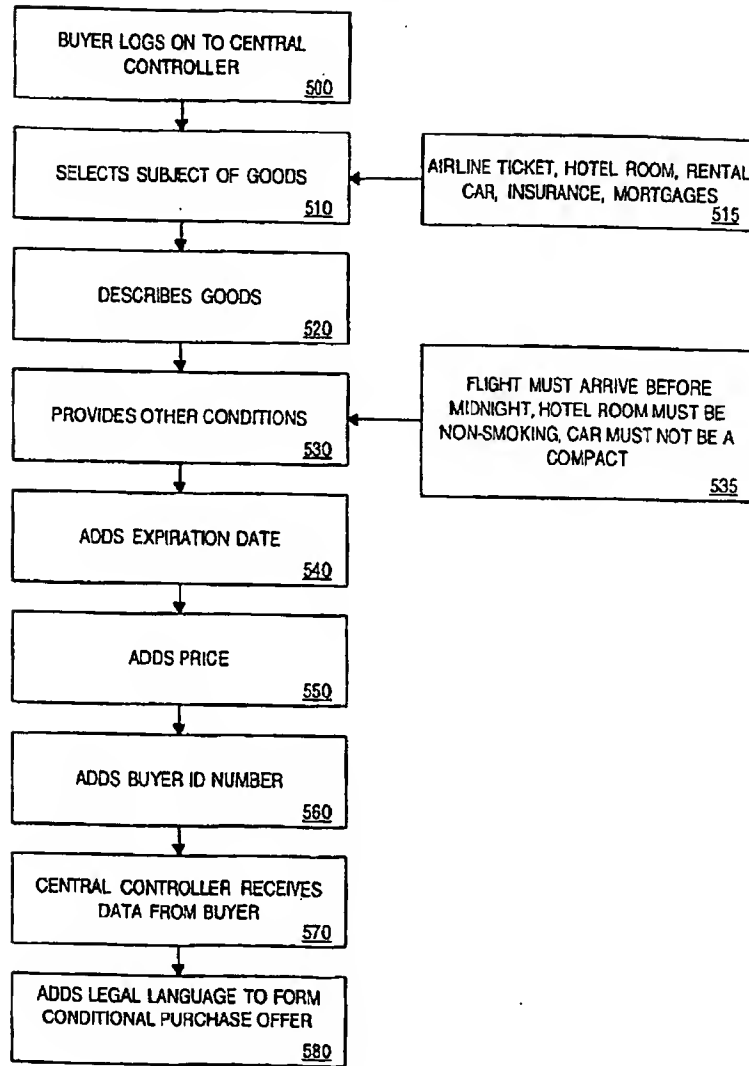 BUYER LOGS ON TO CENTRAL
CONTROLLER
500
SELECTS SUBJECT OF GOODS
510
AIRLINE TICKET, HOTEL ROOM, RENTAL
CAR, INSURANCE, MORTGAGES
515
DESCRIBES GOODS
520
PROVIDES OTHER CONDITIONS
530
FLIGHT MUST ARRIVE BEFORE
MIDNIGHT, HOTEL ROOM MUST BE
NON-SMOKING, CAR MUST NOT BE A
COMPACT
535
ADDS EXPIRATION DATE
540
ADDS PRICE
550
ADDS BUYER ID NUMBER
560
CENTRAL CONTROLLER RECEIVES
DATA FROM BUYER
570
ADDS LEGAL LANGUAGE TO FORM
CONDITIONAL PURCHASE OFFER
580